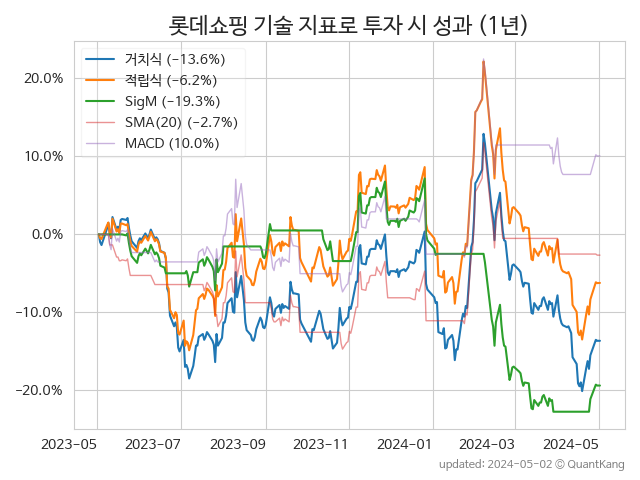 롯데쇼핑 기술 지표로 투자 시 성과 (1년)
거치식 (−13.6%)
적립식 (−6.2%)
SigM (−19.3%)
SMA(20) (−2.7%)
MACD (10.0%)
20.0%
10.0%
0.0%
−10.0%
−20.0%
2023-05 2023-07 2023-09 2023-11 2024-01 2024-03 2024-05
updated: 2024-05-02 © QuantKang